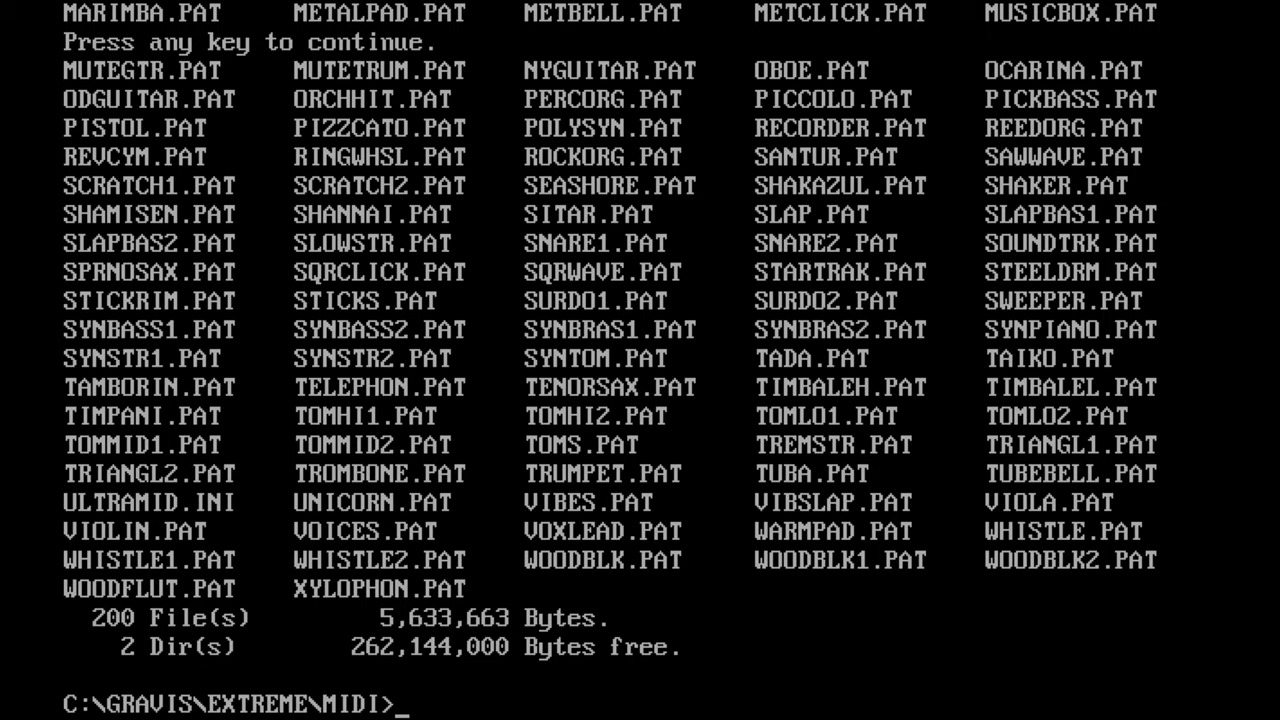 MARIMBA.PAT METALPAD.PAT METBELL.PAT METCLICK.PAT MUSICBOX.PAT
Press any key to continue.
MUTEGTR.PAT MUTETRUM.PAT NYGUITAR.PAT OBOE.PAT OCARINA.PAT
ODGUITAR.PAT ORCHHIT.PAT PERCORG.PAT PICCOLO.PAT PICKBASS.PAT
PISTOL.PAT PIZZCATO.PAT POLYSYN.PAT RECORDER.PAT REEDORG.PAT
REVCYM.PAT RINGWHSL.PAT ROCKORG.PAT SANTUR.PAT SAWWAVE.PAT
SCRATCH1.PAT SCRATCH2.PAT SEASHORE.PAT SHAKAZUL.PAT SHAKER.PAT
SHAMISEN.PAT SHANNAI.PAT SITAR.PAT SLAP.PAT SLAPBAS1.PAT
SLAPBAS2.PAT SLOWSTR.PAT SNARE1.PAT SNARE2.PAT SOUNDTRK.PAT
SPRNOSAX.PAT SQRCLICK.PAT SQRWAVE.PAT STARTRAK.PAT STEELDRM.PAT
STICKRIM.PAT STICKS.PAT SURDO1.PAT SURDO2.PAT SWEEPER.PAT
SYNBASS1.PAT SYNBASS2.PAT SYNBRAS1.PAT SYNBRAS2.PAT SYNPIANO.PAT
SYNSTR1.PAT SYNSTR2.PAT SYNTOM.PAT TADA.PAT TAIKO.PAT
TAMBORIN.PAT TELEPHON.PAT TENORSAX.PAT TIMBALEH.PAT TIMBALEL.PAT
TIMPANI.PAT TOMHI1.PAT TOMHI2.PAT TOMLO1.PAT TOMLO2.PAT
TOMMID1.PAT TOMMID2.PAT TOMS.PAT TREMSTR.PAT TRIANGL1.PAT
TRIANGL2.PAT TROMBONE.PAT TRUMPET.PAT TUBA.PAT TUBEBELL.PAT
ULTRAMID.INI UNICORN.PAT VIBES.PAT VIBSLAP.PAT VIOLA.PAT
VIOLIN.PAT VOICES.PAT VOXLEAD.PAT WARMPAD.PAT WHISTLE.PAT
WHISTLE1.PAT WHISTLE2.PAT WOODBLK.PAT WOODBLK1.PAT WOODBLK2.PAT
WOODFLUT.PAT XYLOPHON.PAT
200 File(s) 5,633,663 Bytes.
2 Dir(s) 262,144,000 Bytes free.
C:\GRAVIS\EXTREME\MIDI>_